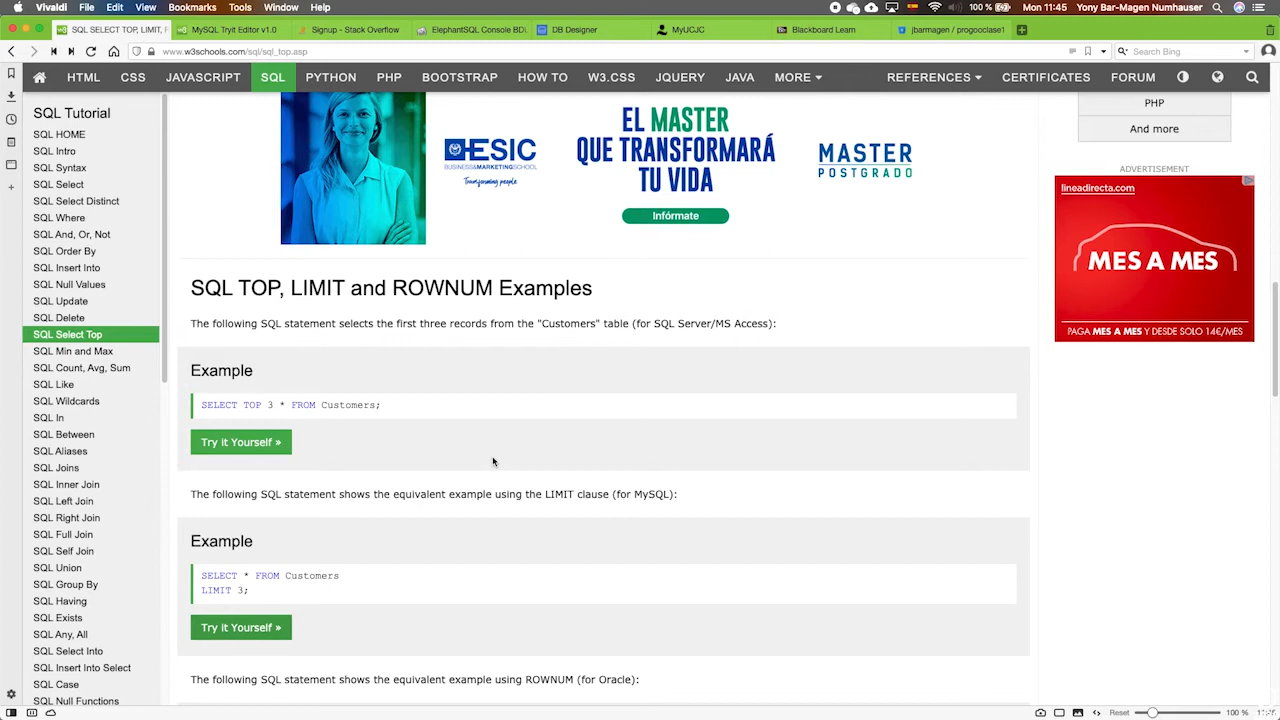 Vivaldi File Edit View Bookmarks Mail Tools Window Help
100 % Mar 11:45 Yony Bar-Magen Numhauser
SQL SELECT TOP, LIMIT, F
MySQL Tryit Editor v1.0
Signup - Stack Overflow
ElephantSQL Console BDL
DB Designer
MyUCJC
Blackboard Learn
jbarmagen / progooclase1
www.w3schools.com/sql/sql_top.asp
Search Bing
HTML CSS JAVASCRIPT SQL PYTHON PHP BOOTSTRAP HOW TO W3.CSS JQUERY JAVA MORE REFERENCES CERTIFICATES FORUM
SQL Tutorial
SQL HOME
SQL Intro
SQL Syntax
SQL Select
SQL Select Distinct
SQL Where
SQL And, Or, Not
SQL Order By
SQL Insert Into
SQL Null Values
SQL Update
SQL Delete
SQL Select Top
SQL Min and Max
SQL Count, Avg, Sum
SQL Like
SQL Wildcards
SQL In
SQL Between
SQL Aliases
SQL Joins
SQL Inner Join
SQL Left Join
SQL Right Join
SQL Full Join
SQL Self Join
SQL Union
SQL Group By
SQL Having
SQL Exists
SQL Any, All
SQL Select Into
SQL Insert Into Select
SQL Case
SQL Null Functions
ESIC
BUSINESS&MARKETINGSCHOOL
Transforming people
EL MASTER
QUE TRANSFORMARÁ
TU VIDA
Infórmate
MASTER
POSTGRADO
SQL TOP, LIMIT and ROWNUM Examples
The following SQL statement selects the first three records from the "Customers" table (for SQL Server/MS Access):
Example
SELECT TOP 3 * FROM Customers;
Try it Yourself »
The following SQL statement shows the equivalent example using the LIMIT clause (for MySQL):
Example
SELECT * FROM Customers
LIMIT 3;
Try it Yourself »
The following SQL statement shows the equivalent example using ROWNUM (for Oracle):
PHP
And more
ADVERTISEMENT
lineadirecta.com
MES A MES
PAGA MES A MES Y DESDE SOLO 14€/MES
Reset 100 %